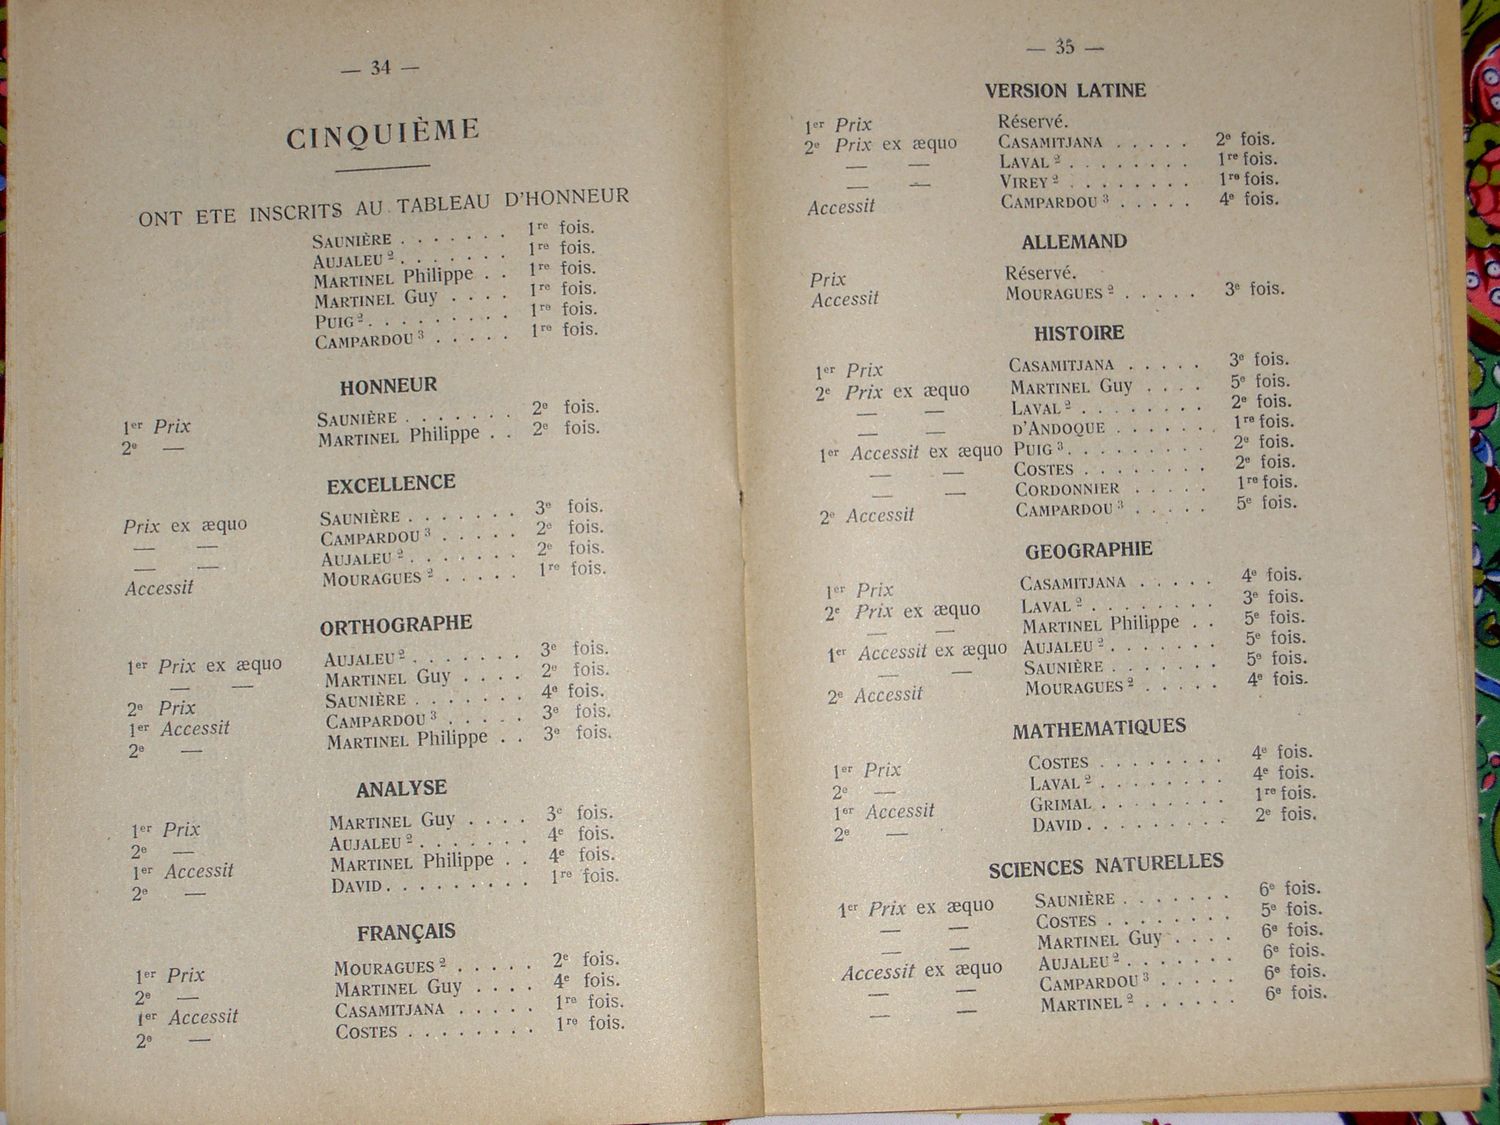 — 34 —
CINQUIÈME
ONT ETE INSCRITS AU TABLEAU D'HONNEUR
SAUNIÈRE . . . . . . . 1re fois.
AUJALEU 2 . . . . . . . 1re fois.
MARTINEL Philippe . . 1re fois.
MARTINEL Guy . . . . 1re fois.
PUIG 2 . . . . . . . . . 1re fois.
CAMPARDOU 3 . . . . . 1re fois.
HONNEUR
1er Prix SAUNIÈRE . . . . . . . 2e fois.
2e — MARTINEL Philippe . . 2e fois.
EXCELLENCE
Prix ex æquo SAUNIÈRE . . . . . . . 3e fois.
— — CAMPARDOU 3 . . . . . 2e fois.
— — AUJALEU 2 . . . . . . . 2e fois.
Accessit MOURAGUES 2 . . . . . 1re fois.
ORTHOGRAPHE
1er Prix ex æquo AUJALEU 2 . . . . . . . 3e fois.
— — MARTINEL Guy . . . . 2e fois.
2e Prix SAUNIÈRE . . . . . . . 4e fois.
1er Accessit CAMPARDOU 3 . . . . . 3e fois.
2e — MARTINEL Philippe . . 3e fois.
ANALYSE
1er Prix MARTINEL Guy . . . . 3e fois.
2e — AUJALEU 2 . . . . . . . 4e fois.
1er Accessit MARTINEL Philippe . . 4e fois.
2e — DAVID . . . . . . . . . 1re fois.
FRANÇAIS
1er Prix MOURAGUES 2 . . . . . 2e fois.
2e — MARTINEL Guy . . . . 4e fois.
1er Accessit CASAMITJANA . . . . . 1re fois.
2e — COSTES . . . . . . . . 1re fois.
— 35 —
VERSION LATINE
1er Prix Réservé.
2e Prix ex æquo CASAMITJANA . . . . . 2e fois.
— — LAVAL 2 . . . . . . . . 1re fois.
— — VIREY 2 . . . . . . . . 1re fois.
Accessit CAMPARDOU 3 . . . . . 4e fois.
ALLEMAND
Prix Réservé.
Accessit MOURAGUES 2 . . . . . 3e fois.
HISTOIRE
1er Prix CASAMITJANA . . . . . 3e fois.
2e Prix ex æquo MARTINEL Guy . . . . 5e fois.
— — LAVAL 2 . . . . . . . . 2e fois.
— — D'ANDOQUE . . . . . . 1re fois.
1er Accessit ex æquo PUIG 3 . . . . . . . . . 2e fois.
— — COSTES . . . . . . . . 2e fois.
— — CORDONNIER . . . . . 1re fois.
2e Accessit CAMPARDOU 3 . . . . . 5e fois.
GEOGRAPHIE
1er Prix CASAMITJANA . . . . . 4e fois.
2e Prix ex æquo LAVAL 2 . . . . . . . . 3e fois.
— — MARTINEL Philippe . . 5e fois.
1er Accessit ex æquo AUJALEU 2 . . . . . . . 5e fois.
— — SAUNIÈRE . . . . . . . 5e fois.
2e Accessit MOURAGUES 2 . . . . . 4e fois.
MATHEMATIQUES
1er Prix COSTES . . . . . . . . 4e fois.
2e — LAVAL 2 . . . . . . . . 4e fois.
1er Accessit GRIMAL . . . . . . . . 1re fois.
2e — DAVID . . . . . . . . . 2e fois.
SCIENCES NATURELLES
1er Prix ex æquo SAUNIÈRE . . . . . . . 6e fois.
— — COSTES . . . . . . . . 5e fois.
— — MARTINEL Guy . . . . 6e fois.
Accessit ex æquo AUJALEU 2 . . . . . . . 6e fois.
— — CAMPARDOU 3 . . . . . 6e fois.
— — MARTINEL 2 . . . . . . 6e fois.